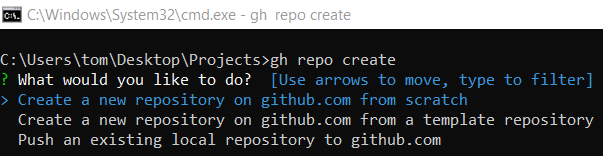 C:\Windows\System32\cmd.exe - gh  repo create
C:\Users\tom\Desktop\Projects>gh repo create
? What would you like to do?  [Use arrows to move, type to filter]
> Create a new repository on github.com from scratch
  Create a new repository on github.com from a template repository
  Push an existing local repository to github.com